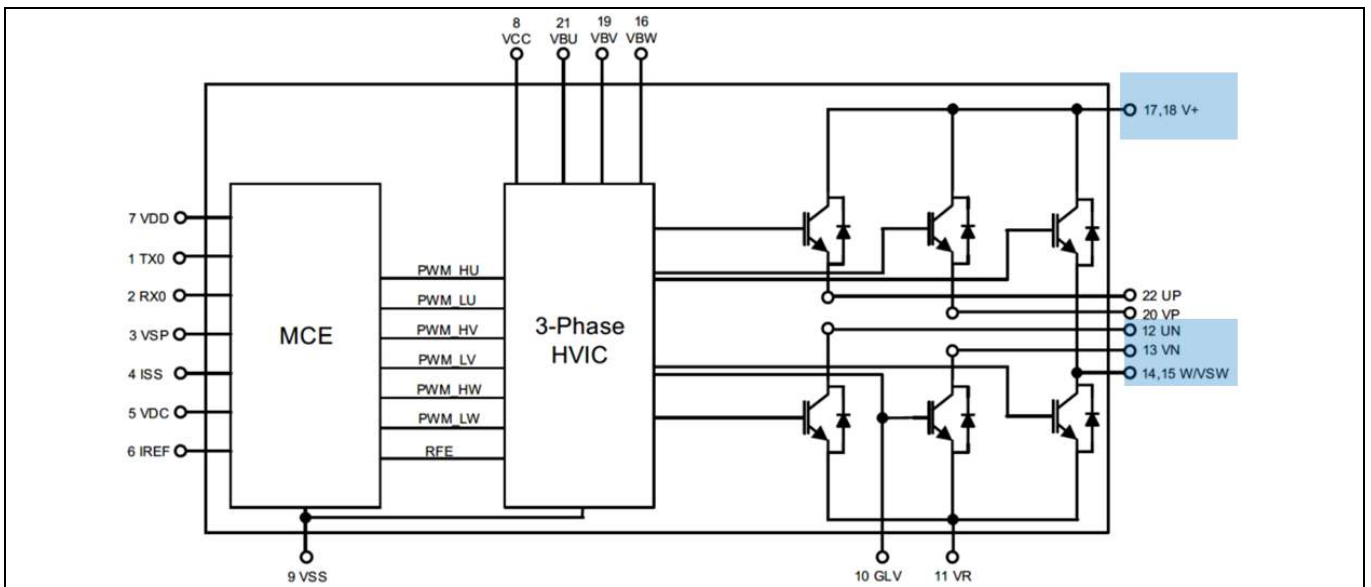 8
VCC
21
VBU
19
VBV
16
VBW
17,18 V+
7 VDD
1 TX0
2 RX0
3 VSP
4 ISS
5 VDC
6 IREF
MCE
PWM_HU
PWM_LU
PWM_HV
PWM_LV
PWM_HW
PWM_LW
RFE
3-Phase
HVIC
22 UP
20 VP
12 UN
13 VN
14,15 W/VSW
9 VSS
10 GLV
11 VR